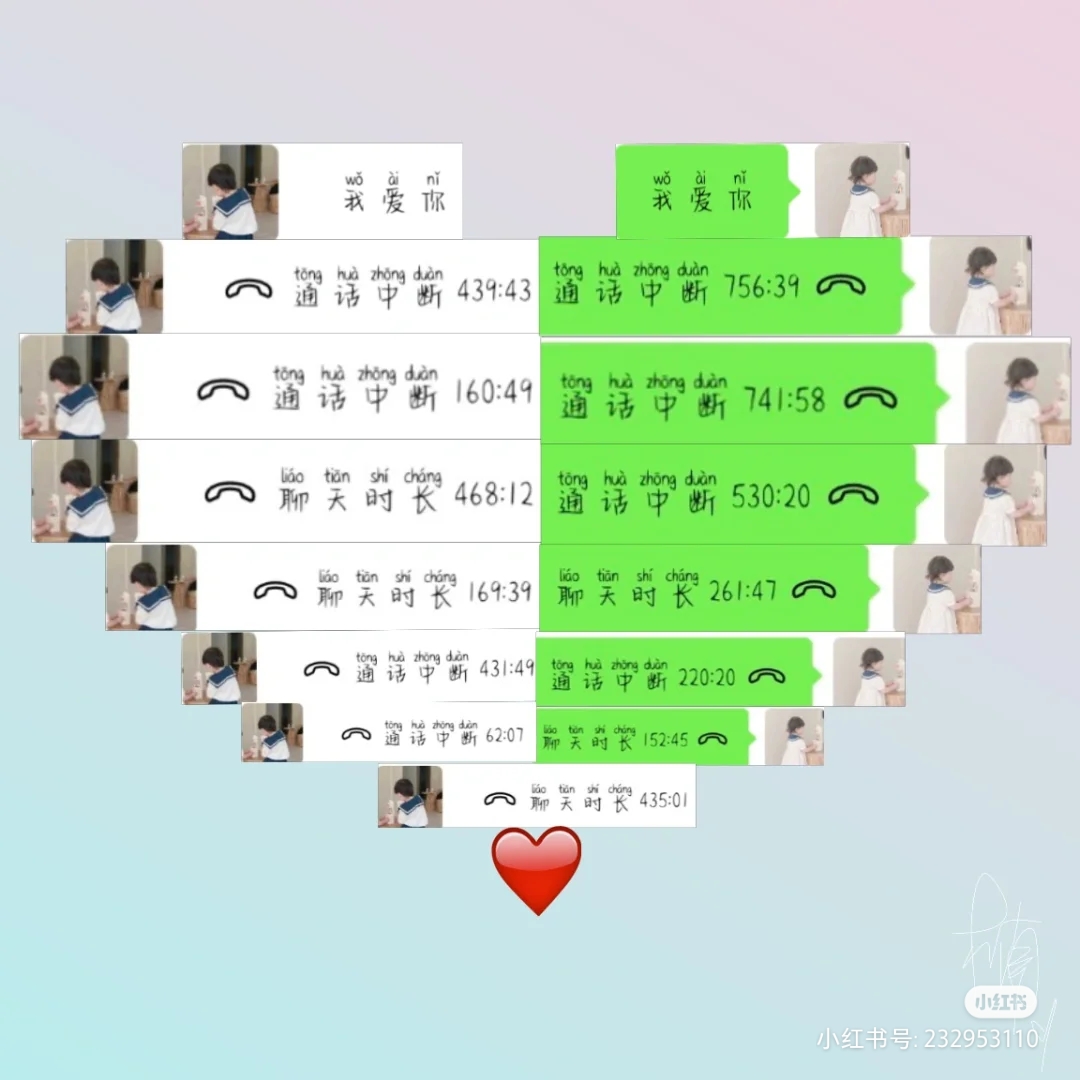 wǒ ài nǐ
我爱你
wǒ ài nǐ
我爱你
tōng huà zhōng duàn
通话中断 439:43
tōng huà zhōng duàn
通话中断 756:39
tōng huà zhōng duàn
通话中断 160:49
tōng huà zhōng duàn
通话中断 741:58
liáo tiān shí cháng
聊天时长 468:12
tōng huà zhōng duàn
通话中断 530:20
liáo tiān shí cháng
聊天时长 169:39
liáo tiān shí cháng
聊天时长 261:47
tōng huà zhōng duàn
通话中断 431:49
tōng huà zhōng duàn
通话中断 220:20
tōng huà zhōng duàn
通话中断 62:07
liáo tiān shí cháng
聊天时长 152:45
liáo tiān shí cháng
聊天时长 435:01
小红书
小红书号: 232953110